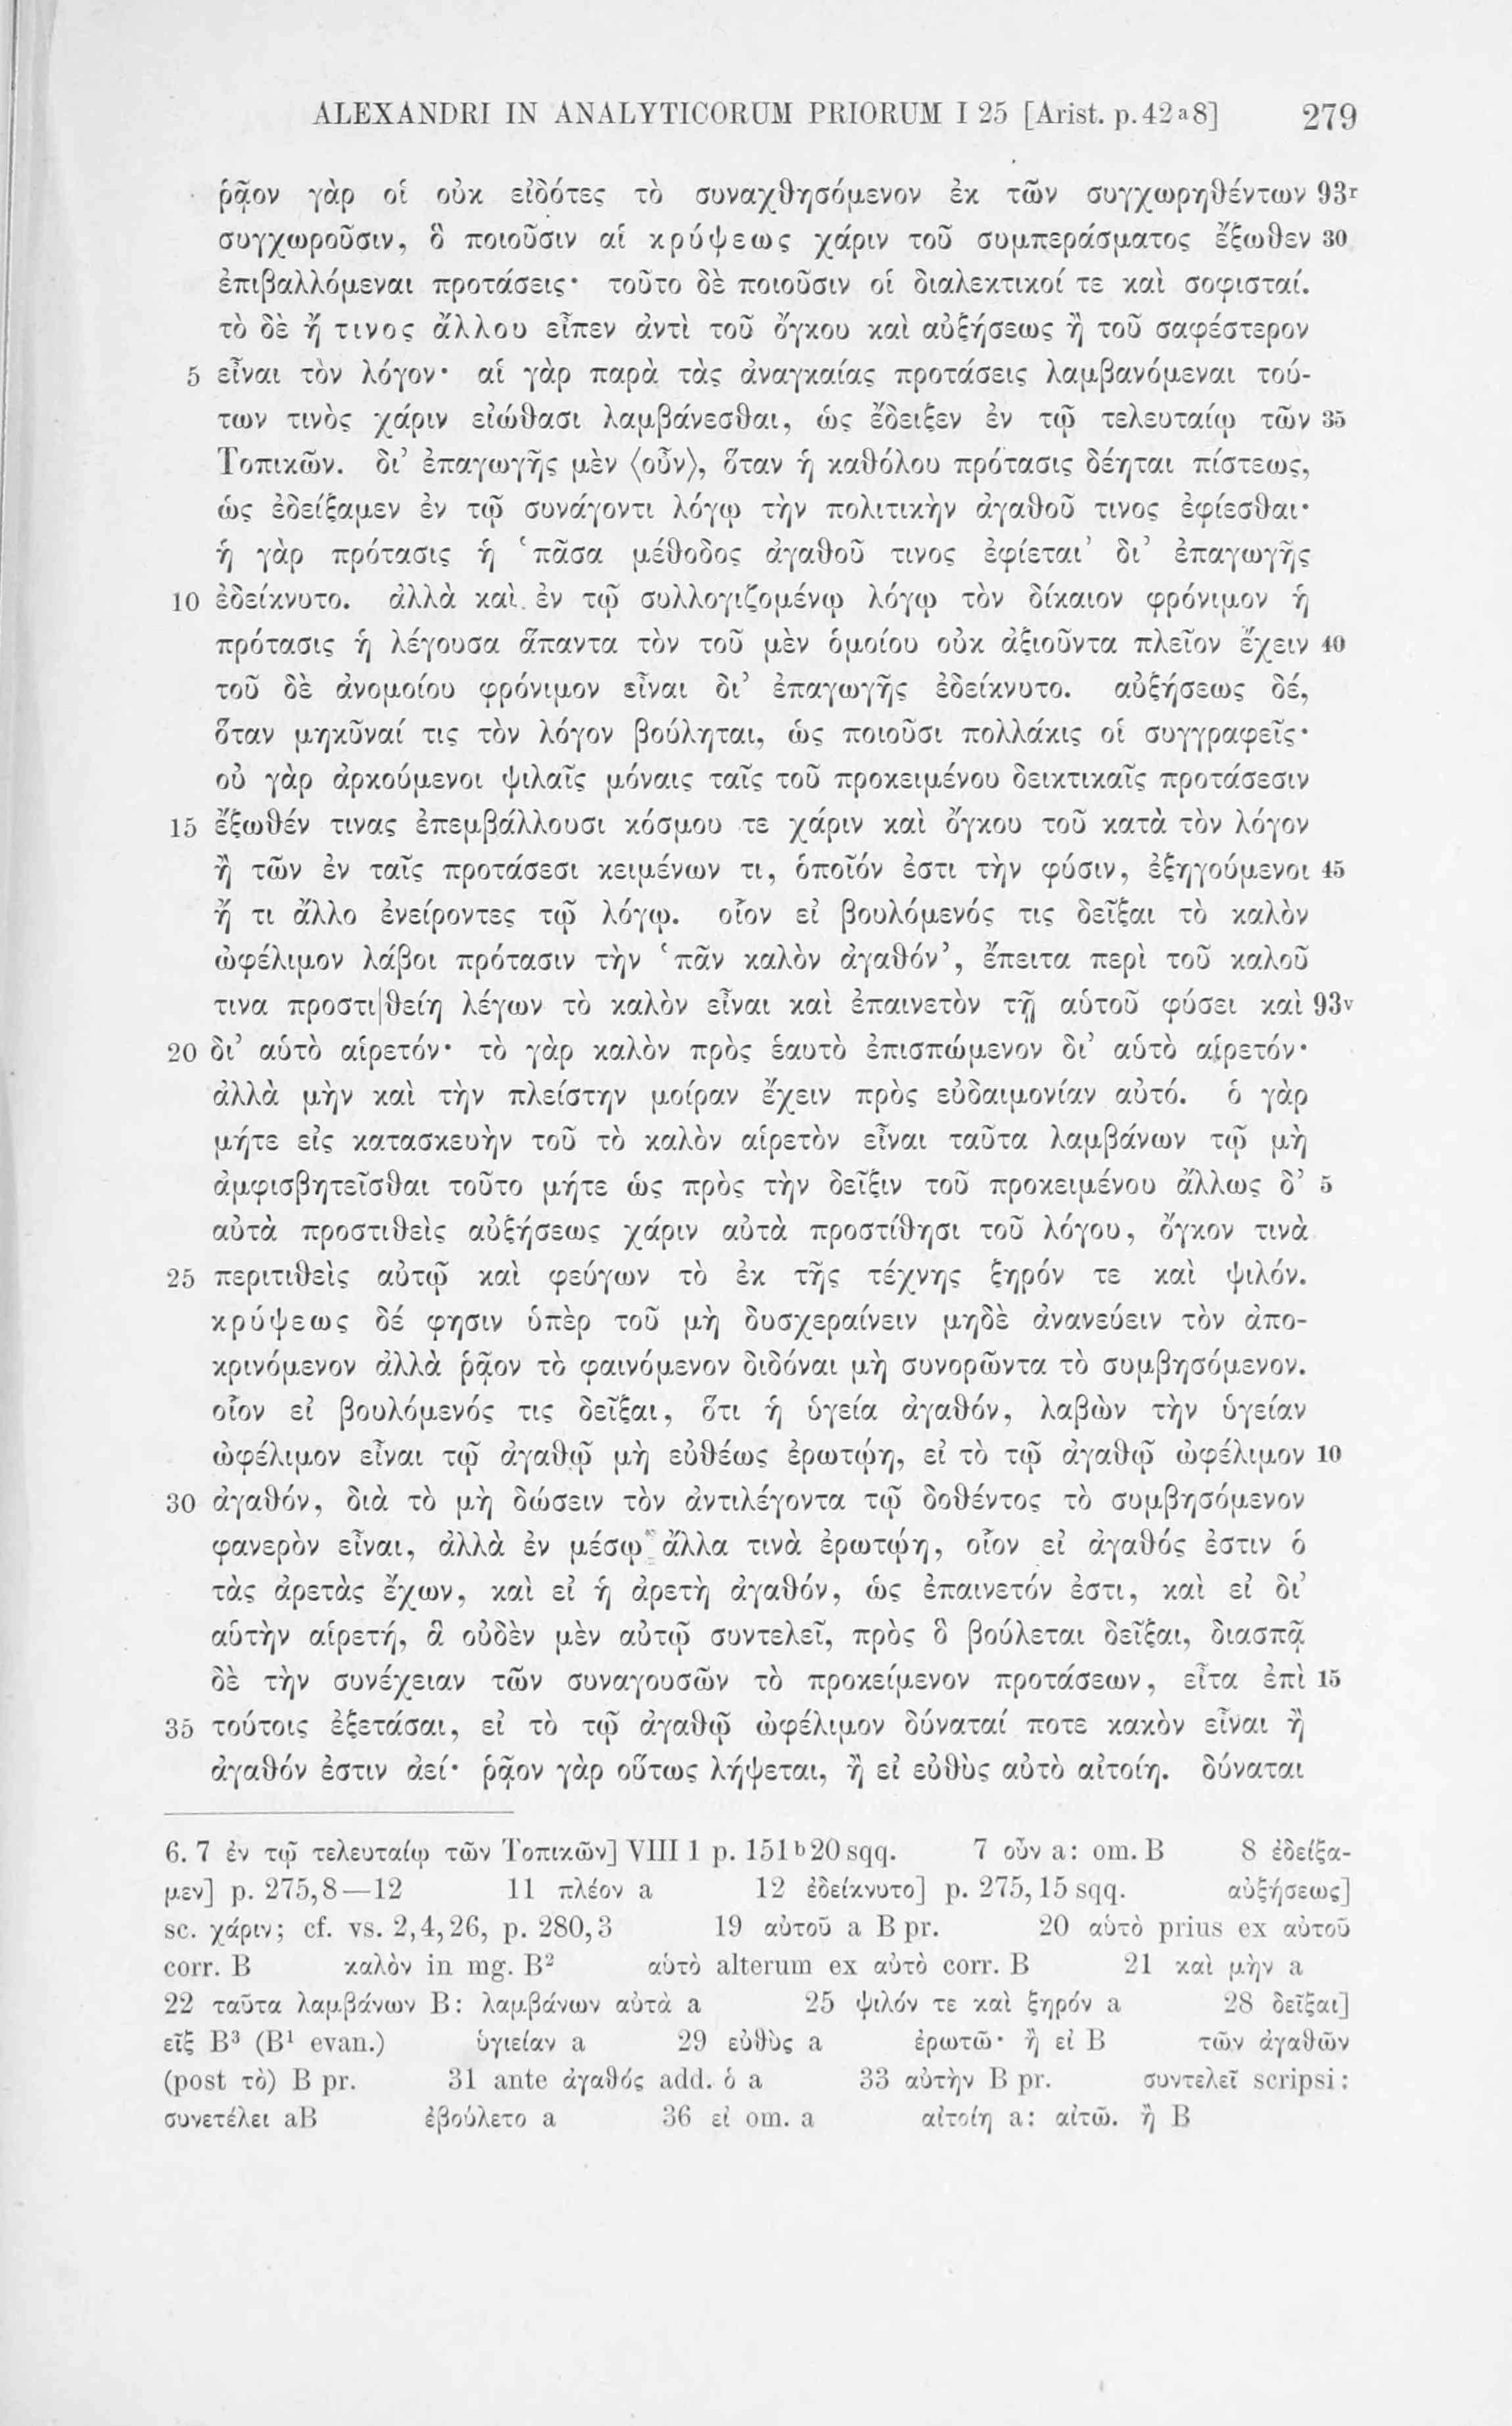 ALEXANDRI IN ANALYTICORUM PRIORUM I 25 [Arist. p. 42ᵃ8] 279
ῥᾷον γὰρ οἱ οὐκ εἰδότες τὸ συναχθησόμενον ἐκ τῶν συγχωρηθέντων 93ʳ
συγχωροῦσιν, ὃ ποιοῦσιν αἱ κρύψεως χάριν τοῦ συμπεράσματος ἔξωθεν 30
ἐπιβαλλόμεναι προτάσεις· τοῦτο δὲ ποιοῦσιν οἱ διαλεκτικοί τε καὶ σοφισταί.
τὸ δὲ ἤ τινος ἄλλου εἶπεν ἀντὶ τοῦ ὄγκου καὶ αὐξήσεως ἢ τοῦ σαφέστερον
5 εἶναι τὸν λόγον· αἱ γὰρ παρὰ τὰς ἀναγκαίας προτάσεις λαμβανόμεναι τού-
των τινὸς χάριν εἰώθασι λαμβάνεσθαι, ὡς ἔδειξεν ἐν τῷ τελευταίῳ τῶν 35
Τοπικῶν. δι’ ἐπαγωγῆς μὲν ⟨οὖν⟩, ὅταν ἡ καθόλου πρότασις δέηται πίστεως,
ὡς ἐδείξαμεν ἐν τῷ συνάγοντι λόγῳ τὴν πολιτικὴν ἀγαθοῦ τινος ἐφίεσθαι·
ἡ γὰρ πρότασις ἡ ‘πᾶσα μέθοδος ἀγαθοῦ τινος ἐφίεται’ δι’ ἐπαγωγῆς
10 ἐδείκνυτο. ἀλλὰ καὶ ἐν τῷ συλλογιζομένῳ λόγῳ τὸν δίκαιον φρόνιμον ἡ
πρότασις ἡ λέγουσα ἅπαντα τὸν τοῦ μὲν ὁμοίου οὐκ ἀξιοῦντα πλεῖον ἔχειν 40
τοῦ δὲ ἀνομοίου φρόνιμον εἶναι δι’ ἐπαγωγῆς ἐδείκνυτο. αὐξήσεως δέ,
ὅταν μηκῦναί τις τὸν λόγον βούληται, ὡς ποιοῦσι πολλάκις οἱ συγγραφεῖς·
οὐ γὰρ ἀρκούμενοι ψιλαῖς μόναις ταῖς τοῦ προκειμένου δεικτικαῖς προτάσεσιν
15 ἔξωθέν τινας ἐπεμβάλλουσι κόσμου τε χάριν καὶ ὄγκου τοῦ κατὰ τὸν λόγον
ἢ τῶν ἐν ταῖς προτάσεσι κειμένων τι, ὁποῖόν ἐστι τὴν φύσιν, ἐξηγούμενοι 45
ἤ τι ἄλλο ἐνείροντες τῷ λόγῳ. οἷον εἰ βουλόμενός τις δεῖξαι τὸ καλὸν
ὠφέλιμον λάβοι πρότασιν τὴν ‘πᾶν καλὸν ἀγαθόν’, ἔπειτα περὶ τοῦ καλοῦ
τινα προστι|θείη λέγων τὸ καλὸν εἶναι καὶ ἐπαινετὸν τῇ αὑτοῦ φύσει καὶ 93ᵛ
20 δι’ αὑτὸ αἱρετόν· τὸ γὰρ καλὸν πρὸς ἑαυτὸ ἐπισπώμενον δι’ αὑτὸ αἱρετόν·
ἀλλὰ μὴν καὶ τὴν πλείστην μοίραν ἔχειν πρὸς εὐδαιμονίαν αὐτό. ὁ γὰρ
μήτε εἰς κατασκευὴν τοῦ τὸ καλὸν αἱρετὸν εἶναι ταῦτα λαμβάνων τῷ μὴ
ἀμφισβητεῖσθαι τοῦτο μήτε ὡς πρὸς τὴν δεῖξιν τοῦ προκειμένου ἄλλως δ’ 5
αὐτὰ προστιθεὶς αὐξήσεως χάριν αὐτὰ προστίθησι τοῦ λόγου, ὄγκον τινὰ
25 περιτιθεὶς αὐτῷ καὶ φεύγων τὸ ἐκ τῆς τέχνης ξηρόν τε καὶ ψιλόν.
κρύψεως δέ φησιν ὑπὲρ τοῦ μὴ δυσχεραίνειν μηδὲ ἀνανεύειν τὸν ἀπο-
κρινόμενον ἀλλὰ ῥᾷον τὸ φαινόμενον διδόναι μὴ συνορῶντα τὸ συμβησόμενον.
οἷον εἰ βουλόμενός τις δεῖξαι, ὅτι ἡ ὑγεία ἀγαθόν, λαβὼν τὴν ὑγείαν
ὠφέλιμον εἶναι τῷ ἀγαθῷ μὴ εὐθέως ἐρωτῴη, εἰ τὸ τῷ ἀγαθῷ ὠφέλιμον 10
30 ἀγαθόν, διὰ τὸ μὴ δώσειν τὸν ἀντιλέγοντα τῷ δοθέντος τὸ συμβησόμενον
φανερὸν εἶναι, ἀλλὰ ἐν μέσῳ ἄλλα τινὰ ἐρωτῴη, οἷον εἰ ἀγαθός ἐστιν ὁ
τὰς ἀρετὰς ἔχων, καὶ εἰ ἡ ἀρετὴ ἀγαθόν, ὡς ἐπαινετόν ἐστι, καὶ εἰ δι’
αὑτὴν αἱρετή, ἃ οὐδὲν μὲν αὐτῷ συντελεῖ, πρὸς ὃ βούλεται δεῖξαι, διασπᾷ
δὲ τὴν συνέχειαν τῶν συναγουσῶν τὸ προκείμενον προτάσεων, εἶτα ἐπὶ 15
35 τούτοις ἐξετάσαι, εἰ τὸ τῷ ἀγαθῷ ὠφέλιμον δύναταί ποτε κακὸν εἶναι ἢ
ἀγαθόν ἐστιν ἀεί· ῥᾷον γὰρ οὕτως λήψεται, ἢ εἰ εὐθὺς αὐτὸ αἰτοίη. δύναται
6. 7 ἐν τῷ τελευταίῳ τῶν Τοπικῶν] VIII 1 p. 151ᵇ20 sqq. 7 οὖν a: om. B 8 ἐδείξα-
μεν] p. 275,8—12 11 πλέον a 12 ἐδείκνυτο] p. 275,15 sqq. αὐξήσεως]
sc. χάριν; cf. vs. 2,4,26, p. 280,3 19 αὐτοῦ a B pr. 20 αὑτὸ prius ex αὐτοῦ
corr. B καλὸν in mg. B² αὑτὸ alterum ex αὐτὸ corr. B 21 καὶ μὴν a
22 ταῦτα λαμβάνων B: λαμβάνων αὐτὰ a 25 ψιλόν τε καὶ ξηρόν a 28 δεῖξαι]
εῖξ B³ (B¹ evan.) ὑγιείαν a 29 εὐθὺς a ἐρωτῶ· ἢ εἰ B τῶν ἀγαθῶν
(post τὸ) B pr. 31 ante ἀγαθός add. ὁ a 33 αὐτὴν B pr. συντελεῖ scripsi:
συνετέλει aB ἐβούλετο a 36 εἰ om. a αἰτοίη a: αἰτῶ. ἢ B